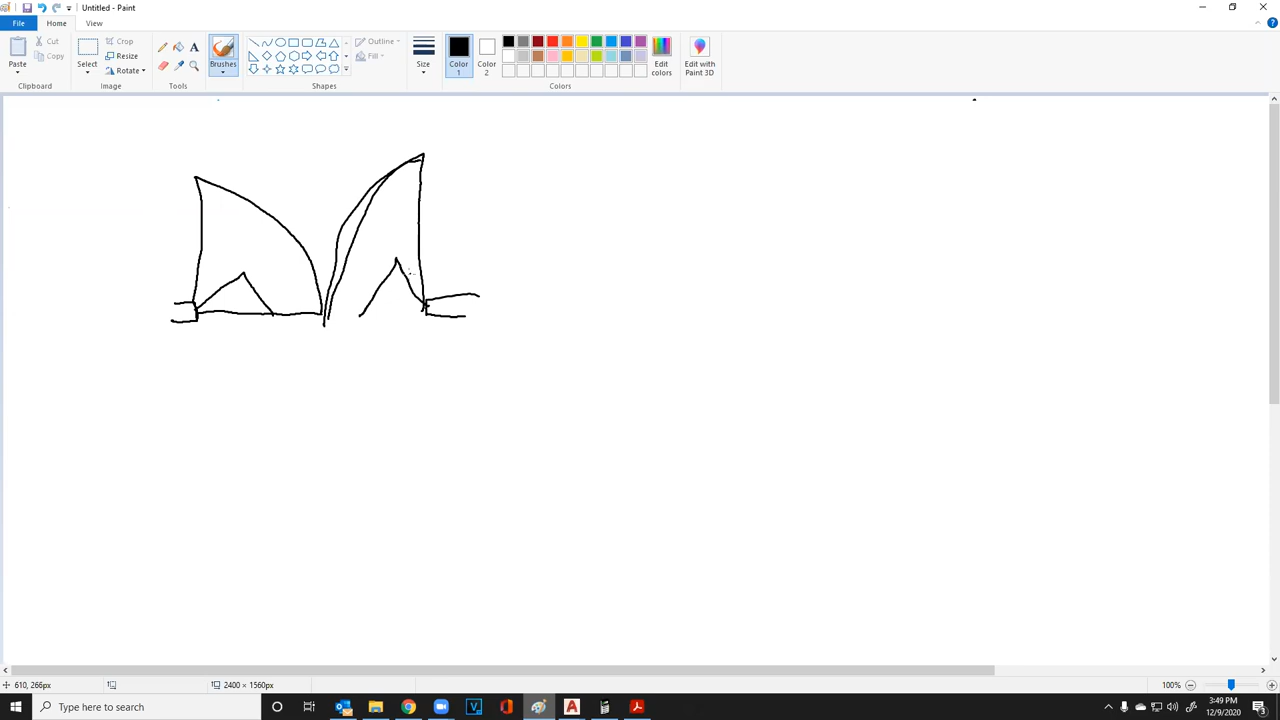 Untitled - Paint
File Home View
Cut
Copy
Paste
Clipboard
Crop
Resize
Rotate
Select
Image
A
Tools
Brushes
Outline
Fill
Shapes
Size
Color 1
Color 2
Edit colors
Edit with Paint 3D
Colors
610, 266px
2400 × 1560px
100%
Type here to search
3:49 PM
12/9/2020